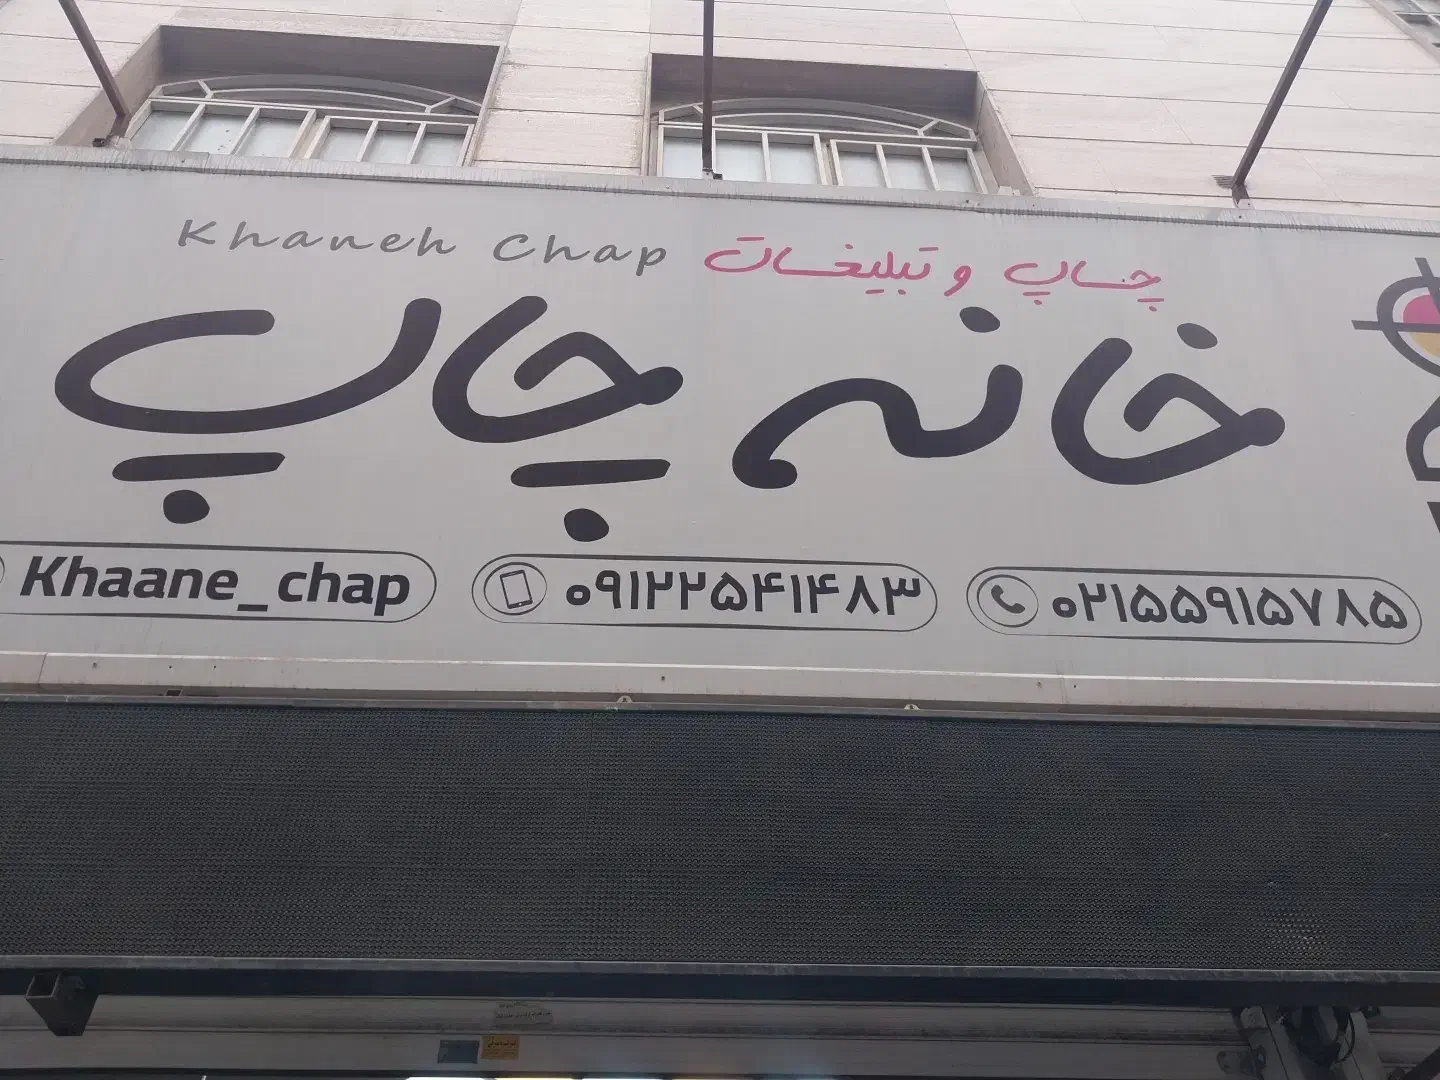 چاپ و تبلیغات Khaneh Chap
خانه چاپ
۰۲۱۵۵۹۱۵۷۸۵
۰۹۱۲۲۵۴۱۴۸۳
Khaane_chap